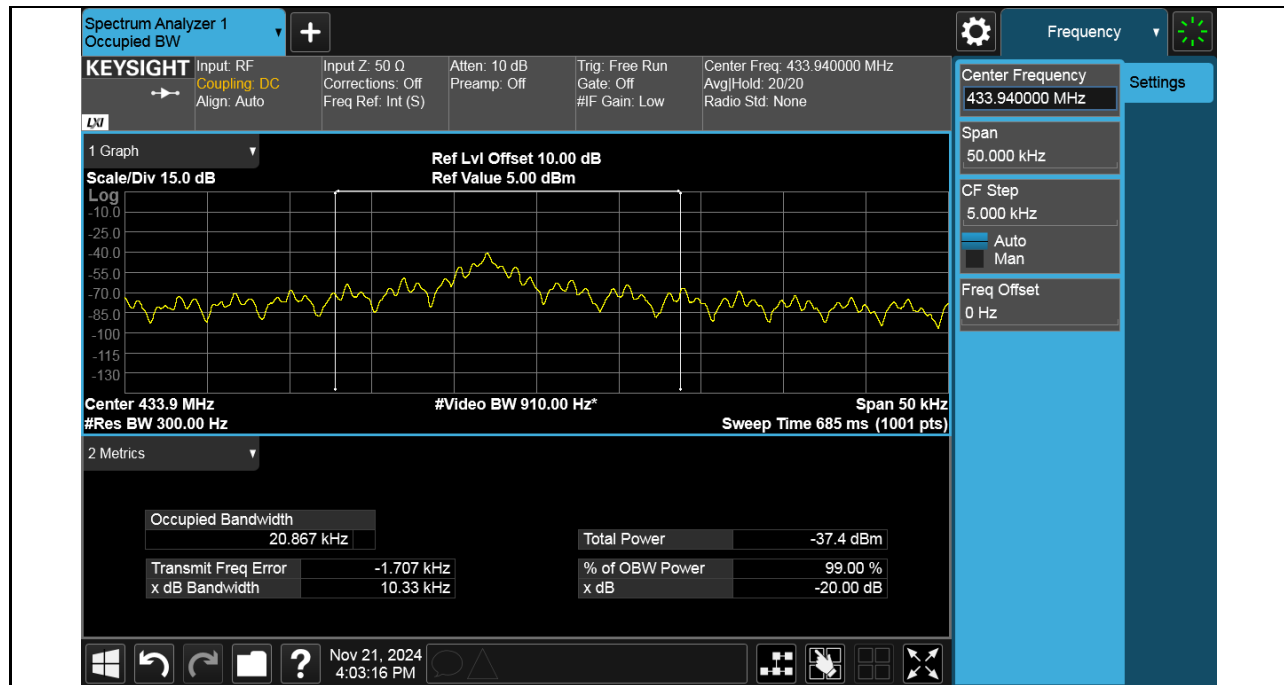 Spectrum Analyzer 1
Occupied BW
+
Frequency
KEYSIGHT
LXI
Input: RF
Coupling: DC
Align: Auto
Input Z: 50 Ω
Corrections: Off
Freq Ref: Int (S)
Atten: 10 dB
Preamp: Off
Trig: Free Run
Gate: Off
#IF Gain: Low
Center Freq: 433.940000 MHz
Avg|Hold: 20/20
Radio Std: None
Center Frequency
433.940000 MHz
Settings
Span
50.000 kHz
CF Step
5.000 kHz
Auto
Man
Freq Offset
0 Hz
1 Graph
Scale/Div 15.0 dB
Ref Lvl Offset 10.00 dB
Ref Value 5.00 dBm
Log
-10.0
-25.0
-40.0
-55.0
-70.0
-85.0
-100
-115
-130
Center 433.9 MHz
#Video BW 910.00 Hz*
Span 50 kHz
#Res BW 300.00 Hz
Sweep Time 685 ms (1001 pts)
2 Metrics
Occupied Bandwidth
20.867 kHz
Total Power -37.4 dBm
Transmit Freq Error -1.707 kHz
% of OBW Power 99.00 %
x dB Bandwidth 10.33 kHz
x dB -20.00 dB
?
Nov 21, 2024
4:03:16 PM